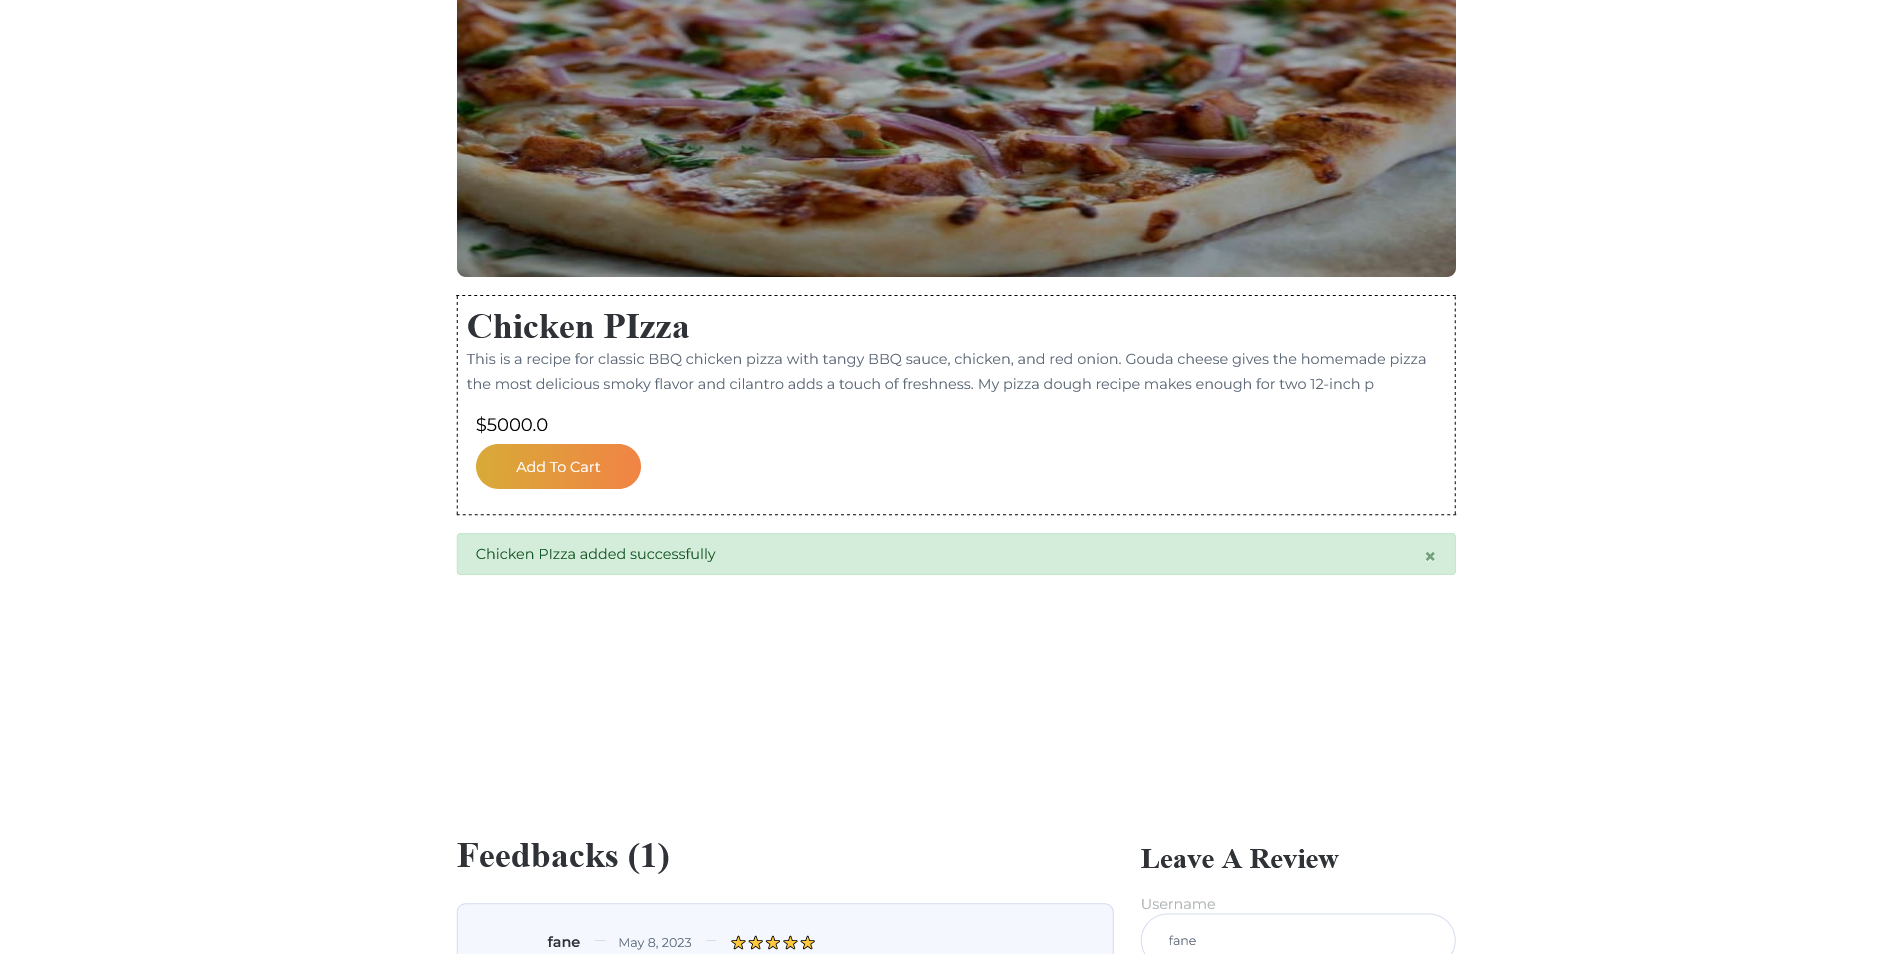 Chicken PIzza
This is a recipe for classic BBQ chicken pizza with tangy BBQ sauce, chicken, and red onion. Gouda cheese gives the homemade pizza
the most delicious smoky flavor and cilantro adds a touch of freshness. My pizza dough recipe makes enough for two 12-inch p
$5000.0
Add To Cart
Chicken PIzza added successfully ×
Feedbacks (1)
Leave A Review
Username
fane — May 8, 2023 —
fane